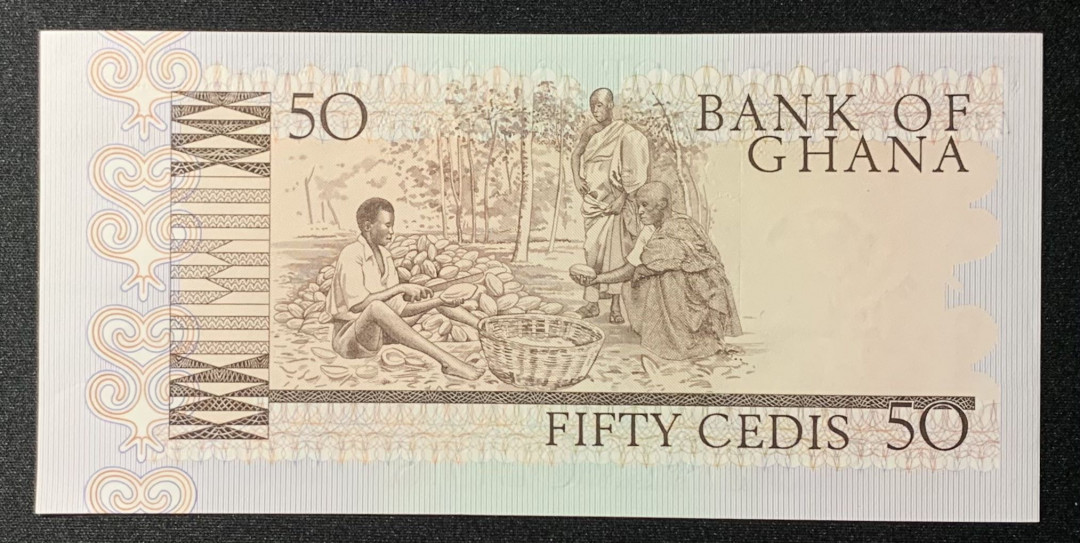 50
BANK OF
GHANA
FIFTY CEDIS 50